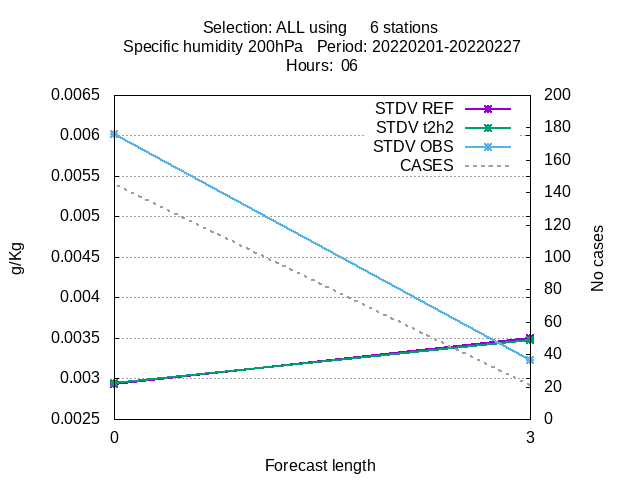 Selection: ALL using 6 stations
Specific humidity 200hPa Period: 20220201-20220227
Hours: 06
STDV REF
STDV t2h2
STDV OBS
CASES
0.0065
0.006
0.0055
0.005
0.0045
0.004
0.0035
0.003
0.0025
200
180
160
140
120
100
80
60
40
20
0
g/Kg
No cases
0 3
Forecast length